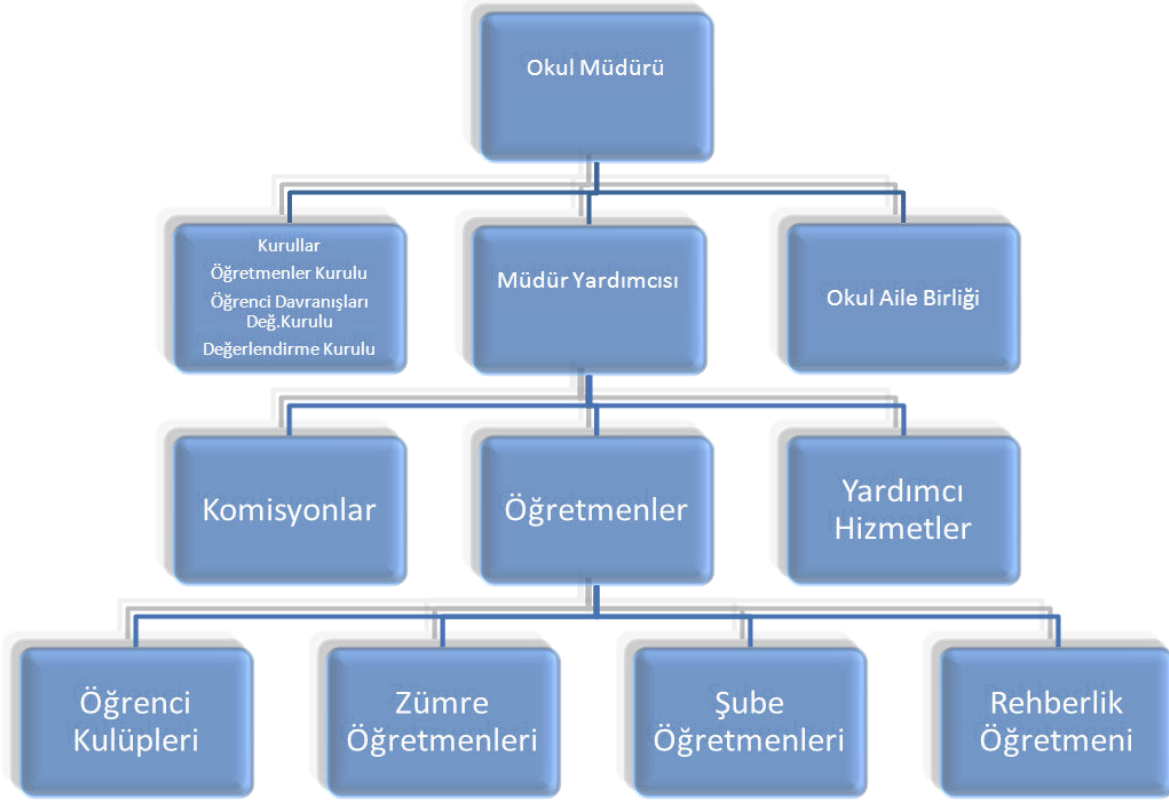 Okul Müdürü
Kurullar
Öğretmenler Kurulu
Öğrenci Davranışları
Değ.Kurulu
Değerlendirme Kurulu
Müdür Yardımcısı
Okul Aile Birliği
Komisyonlar
Öğretmenler
Yardımcı
Hizmetler
Öğrenci
Kulüpleri
Zümre
Öğretmenleri
Şube
Öğretmenleri
Rehberlik
Öğretmeni